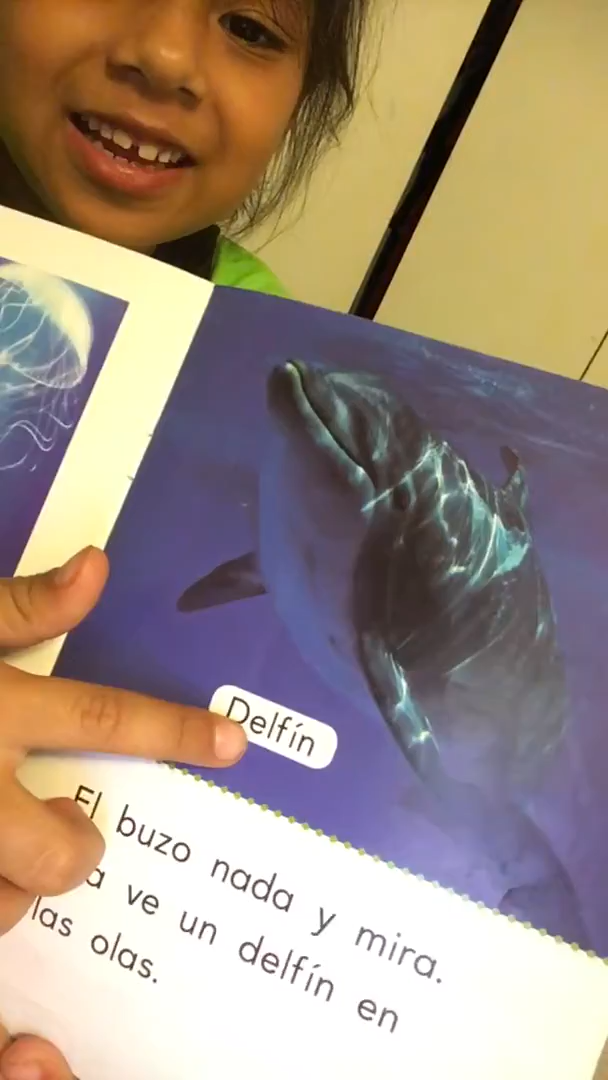 Delfín
El buzo nada y mira.
ve un delfín en
las olas.